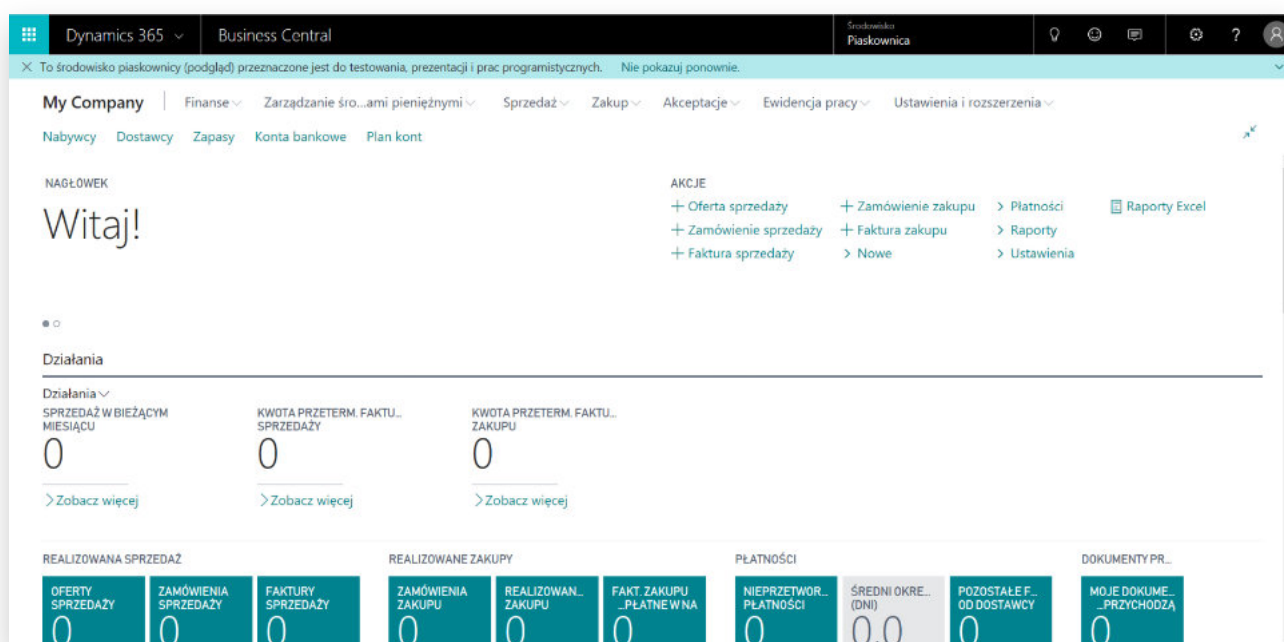 Dynamics 365 Business Central Środowisko
Piaskownica ?
To środowisko piaskownicy (podgląd) przeznaczone jest do testowania, prezentacji i prac programistycznych. Nie pokazuj ponownie.
My Company Finanse Zarządzanie śro...ami pieniężnymi Sprzedaż Zakup Akceptacje Ewidencja pracy Ustawienia i rozszerzenia
Nabywcy Dostawcy Zapasy Konta bankowe Plan kont
NAGŁÓWEK
Witaj!
AKCJE
+ Oferta sprzedaży + Zamówienie zakupu > Płatności Raporty Excel
+ Zamówienie sprzedaży + Faktura zakupu > Raporty
+ Faktura sprzedaży > Nowe > Ustawienia
Działania
Działania
SPRZEDAŻ W BIEŻĄCYM
MIESIĄCU
0
>Zobacz więcej
KWOTA PRZETERM. FAKTU...
SPRZEDAŻY
0
>Zobacz więcej
KWOTA PRZETERM. FAKTU...
ZAKUPU
0
>Zobacz więcej
REALIZOWANA SPRZEDAŻ
OFERTY
SPRZEDAŻY
0
ZAMÓWIENIA
SPRZEDAŻY
0
FAKTURY
SPRZEDAŻY
0
REALIZOWANE ZAKUPY
ZAMÓWIENIA
ZAKUPU
0
REALIZOWAN...
ZAKUPU
0
FAKT. ZAKUPU
...PŁATNE W NA
0
PŁATNOŚCI
NIEPRZETWOR...
PŁATNOŚCI
0
ŚREDNI OKRE...
(DNI)
0,0
POZOSTAŁE F...
OD DOSTAWCY
0
DOKUMENTY PR...
MOJE DOKUME...
...PRZYCHODZĄ
0